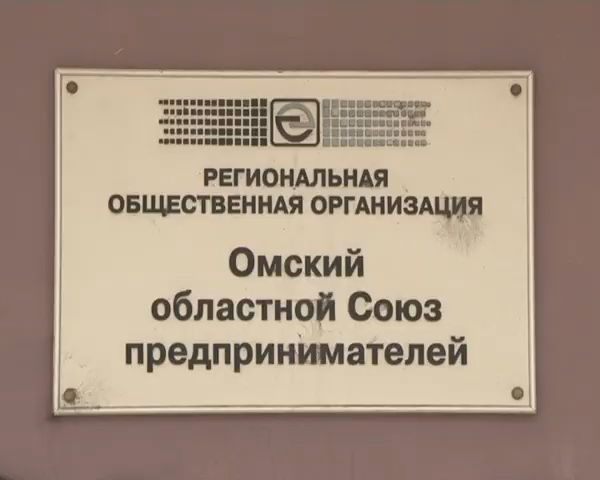 РЕГИОНАЛЬНАЯ
ОБЩЕСТВЕННАЯ ОРГАНИЗАЦИЯ
Омский
областной Союз
предпринимателей